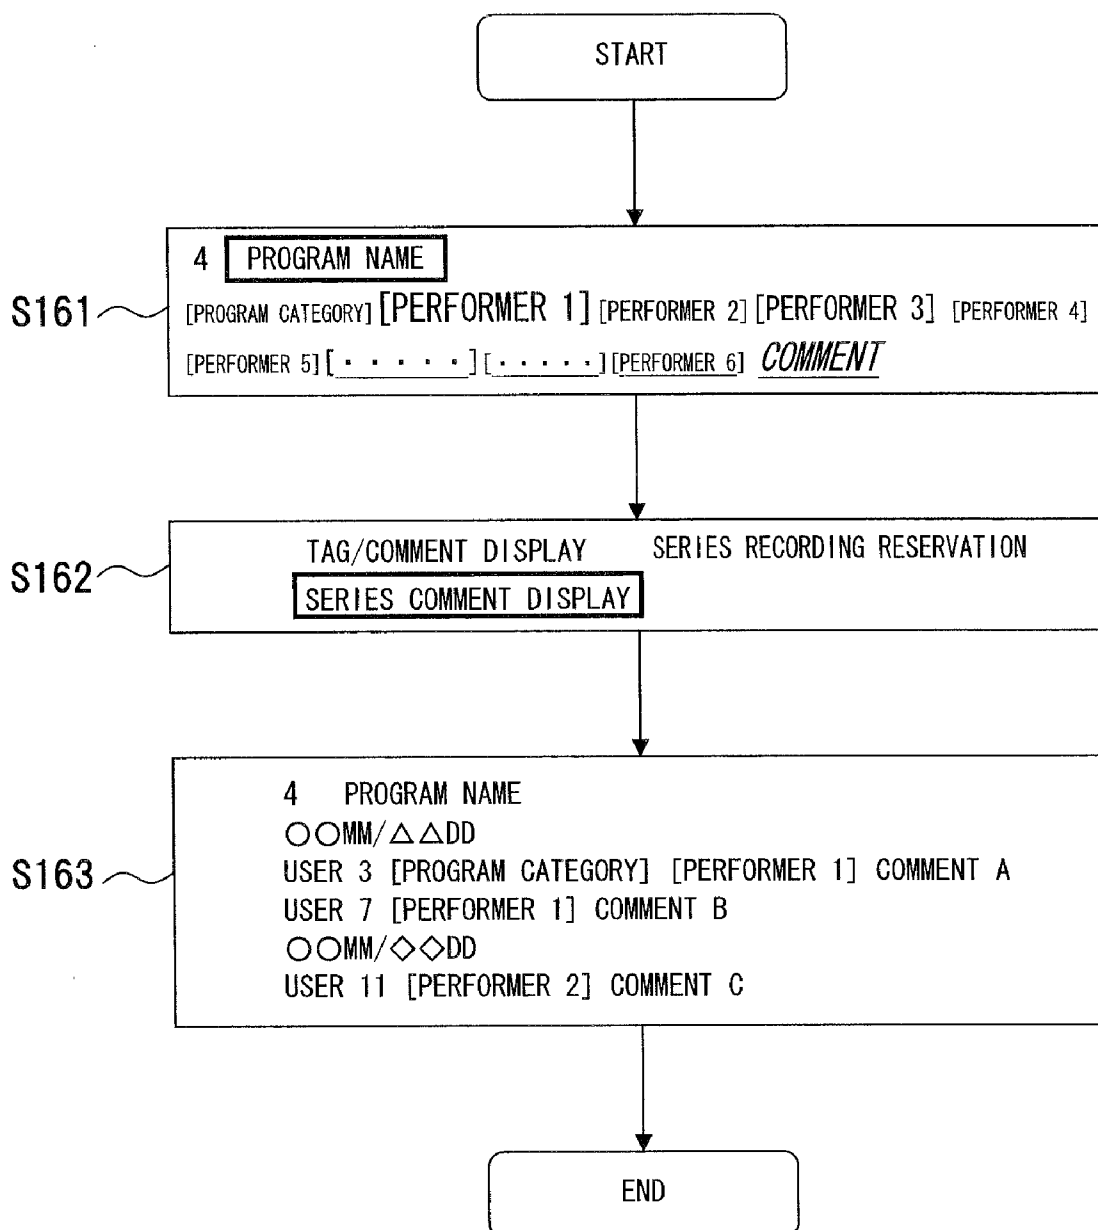 START
S161
4 PROGRAM NAME
[PROGRAM CATEGORY] [PERFORMER 1] [PERFORMER 2] [PERFORMER 3] [PERFORMER 4]
[PERFORMER 5] [・・・・・] [・・・・・] [PERFORMER 6] COMMENT
S162
TAG/COMMENT DISPLAY SERIES RECORDING RESERVATION
SERIES COMMENT DISPLAY
S163
4 PROGRAM NAME
○○MM/△△DD
USER 3 [PROGRAM CATEGORY] [PERFORMER 1] COMMENT A
USER 7 [PERFORMER 1] COMMENT B
○○MM/◇◇DD
USER 11 [PERFORMER 2] COMMENT C
END